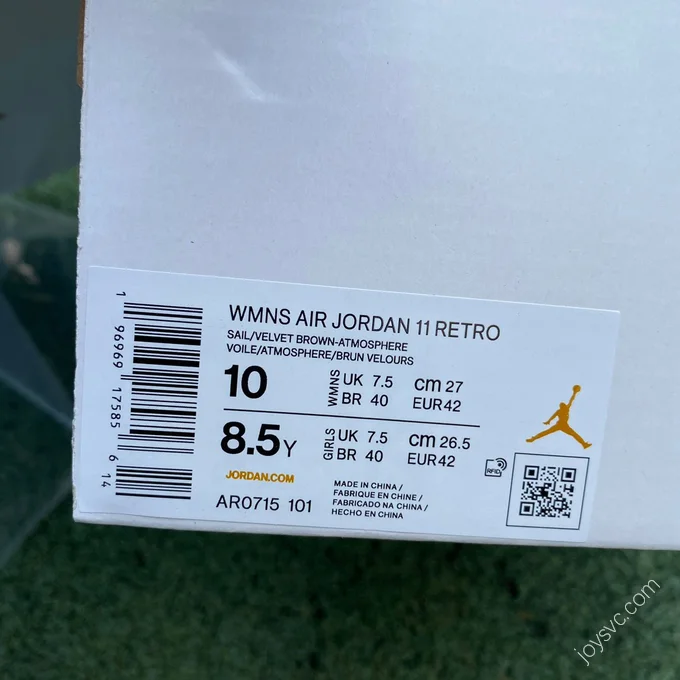 WMNS AIR JORDAN 11 RETRO
SAIL/VELVET BROWN-ATMOSPHERE
VOILE/ATMOSPHERE/BRUN VELOURS
10 WMNS UK 7.5 cm 27
BR 40 EUR42
8.5Y GIRLS UK 7.5 cm 26.5
BR 40 EUR42
JORDAN.COM
AR0715 101
MADE IN CHINA /
FABRIQUE EN CHINE /
FABRICADO NA CHINA /
HECHO EN CHINA
RFID
1 96969 17585 6 14
joysvc.com